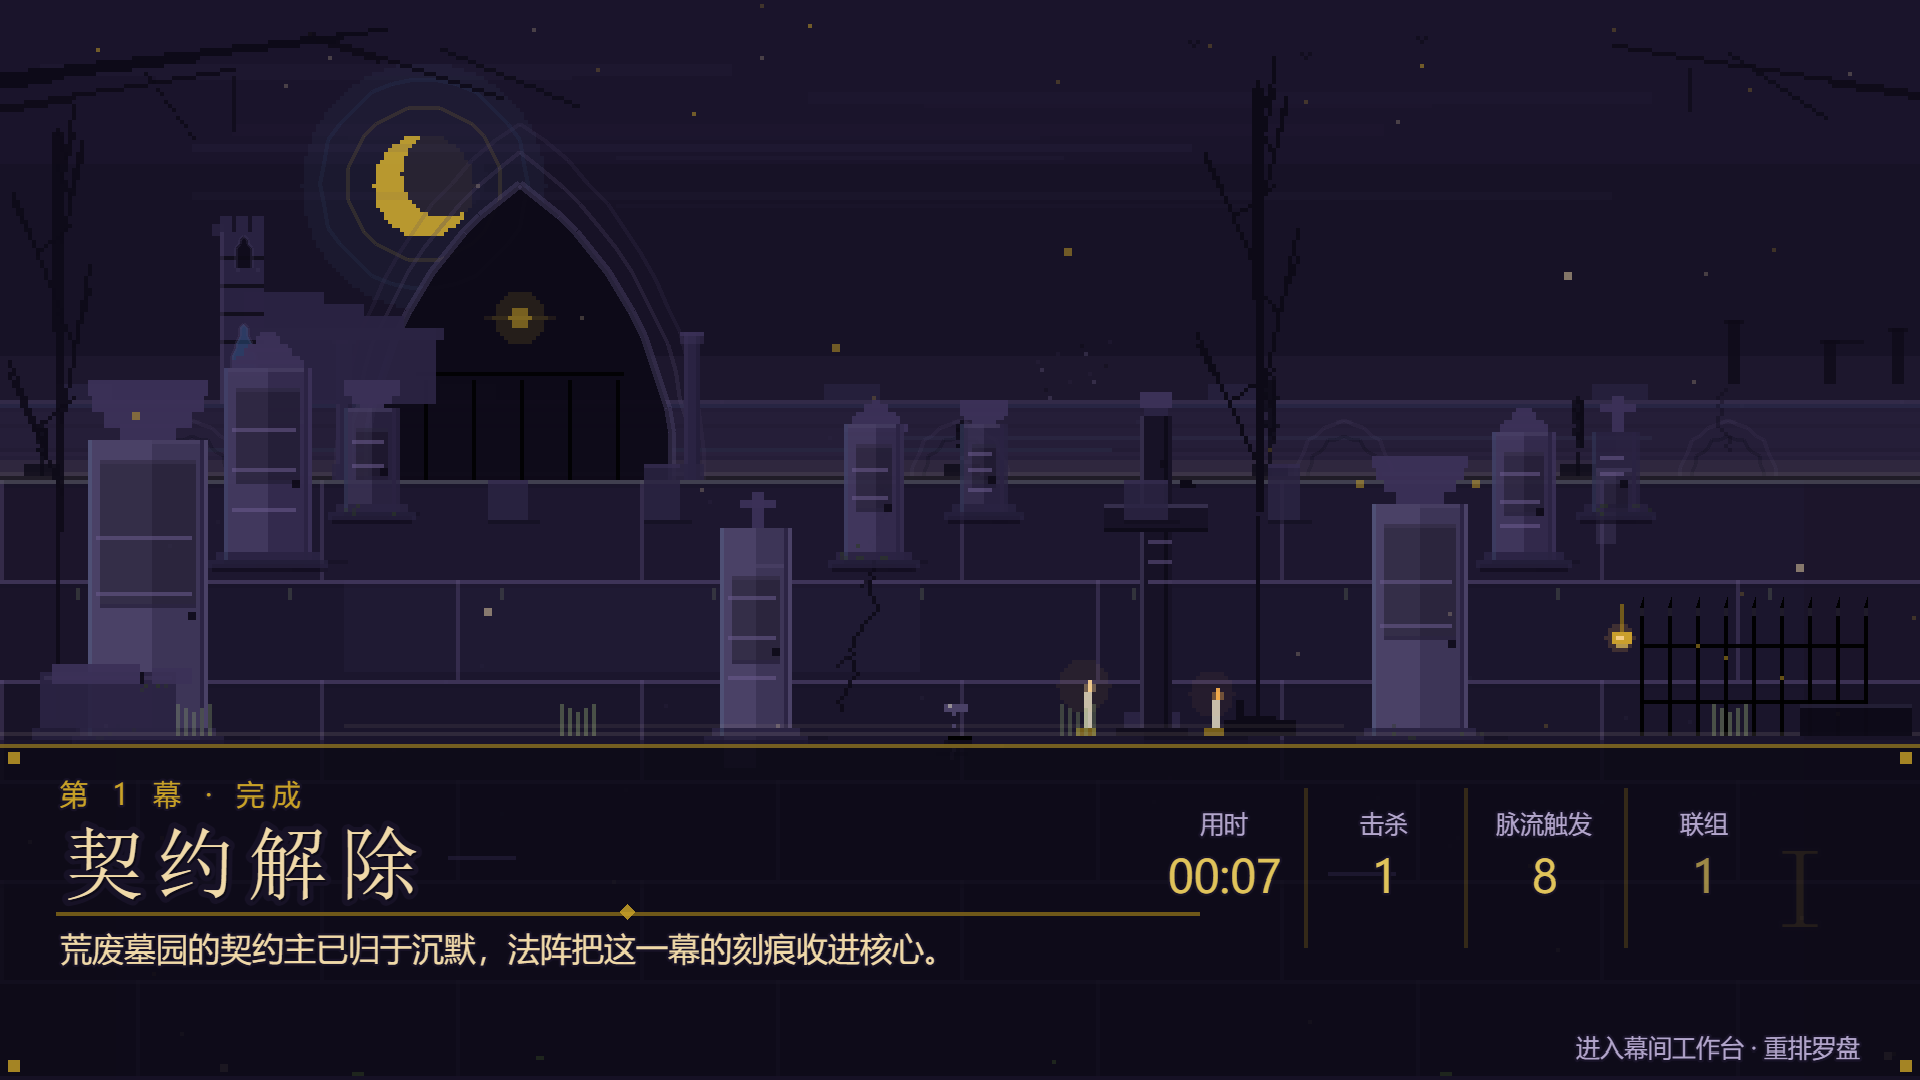 第 1 幕 · 完成
契约解除
荒废墓园的契约主已归于沉默，法阵把这一幕的刻痕收进核心。
用时 击杀 脉流触发 联组
00:07 1 8 1
I
进入幕间工作台 · 重排罗盘